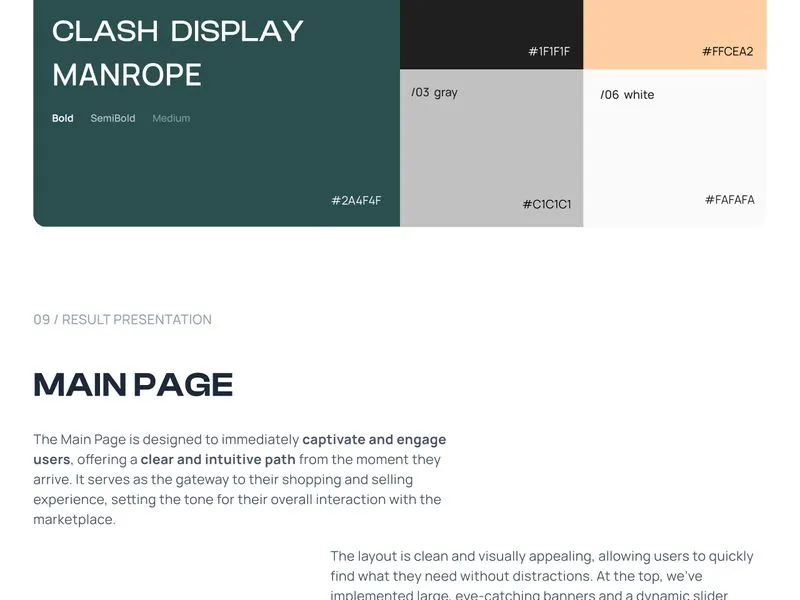 CLASH DISPLAY
MANROPE
Bold SemiBold Medium
#2A4F4F
#1F1F1F
#FFCEA2
/03 gray
#C1C1C1
/06 white
#FAFAFA
09 / RESULT PRESENTATION
MAIN PAGE
The Main Page is designed to immediately captivate and engage
users, offering a clear and intuitive path from the moment they
arrive. It serves as the gateway to their shopping and selling
experience, setting the tone for their overall interaction with the
marketplace.
The layout is clean and visually appealing, allowing users to quickly
find what they need without distractions. At the top, we've
implemented large, eye-catching banners and a dynamic slider